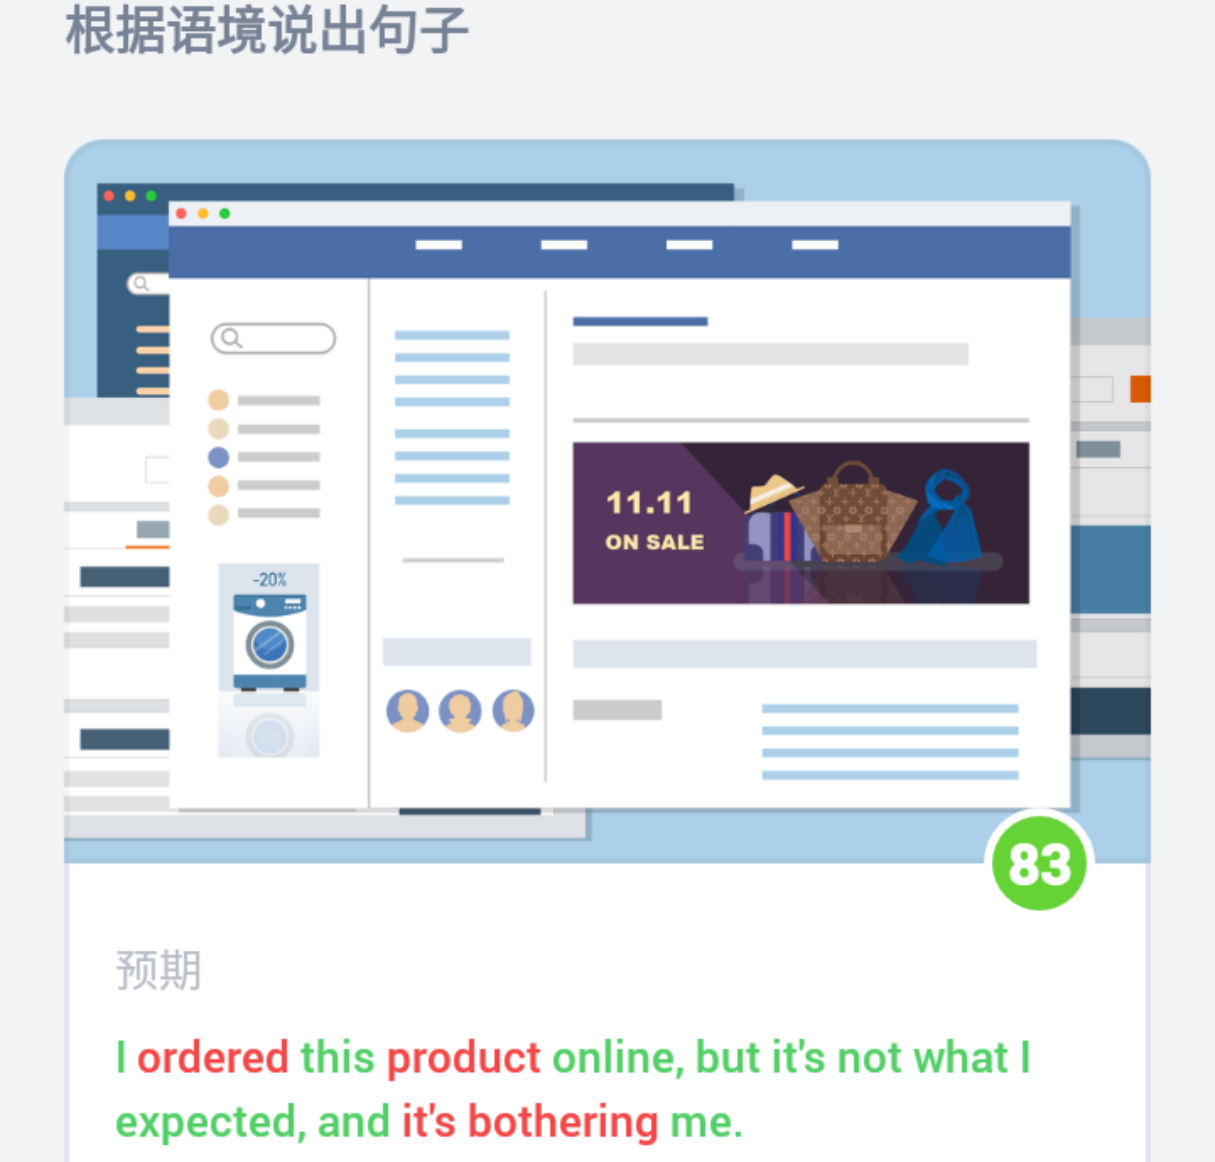 根据语境说出句子
11.11
ON SALE
-20%
83
预期
I ordered this product online, but it's not what I
expected, and it's bothering me.